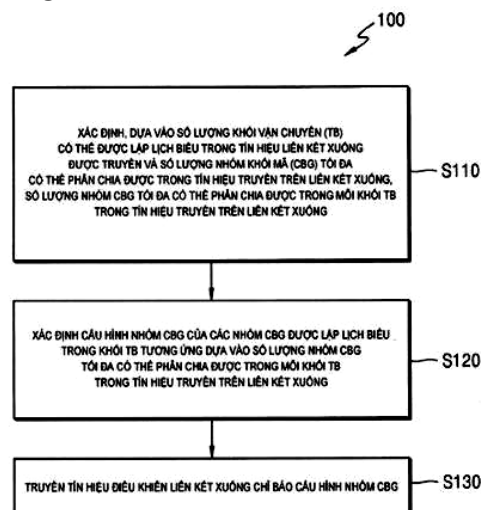 100
XÁC ĐỊNH, DỰA VÀO SỐ LƯỢNG KHỐI VẬN CHUYỂN (TB)
CÓ THỂ ĐƯỢC LẬP LỊCH BIỂU TRONG TÍN HIỆU LIÊN KẾT XUỐNG
ĐƯỢC TRUYỀN VÀ SỐ LƯỢNG NHÓM KHỐI MÃ (CBG) TỐI ĐA
CÓ THỂ PHÂN CHIA ĐƯỢC TRONG TÍN HIỆU TRUYỀN TRÊN LIÊN KẾT XUỐNG,
SỐ LƯỢNG NHÓM CBG TỐI ĐA CÓ THỂ PHÂN CHIA ĐƯỢC TRONG MỖI KHỐI TB
TRONG TÍN HIỆU TRUYỀN TRÊN LIÊN KẾT XUỐNG
S110
XÁC ĐỊNH CẤU HÌNH NHÓM CBG CỦA CÁC NHÓM CBG ĐƯỢC LẬP LỊCH BIỂU
TRONG KHỐI TB TƯƠNG ỨNG DỰA VÀO SỐ LƯỢNG NHÓM CBG
TỐI ĐA CÓ THỂ PHÂN CHIA ĐƯỢC TRONG MỖI KHỐI TB
TRONG TÍN HIỆU TRUYỀN TRÊN LIÊN KẾT XUỐNG
S120
TRUYỀN TÍN HIỆU ĐIỀU KHIỂN LIÊN KẾT XUỐNG CHỈ BÁO CẤU HÌNH NHÓM CBG
S130